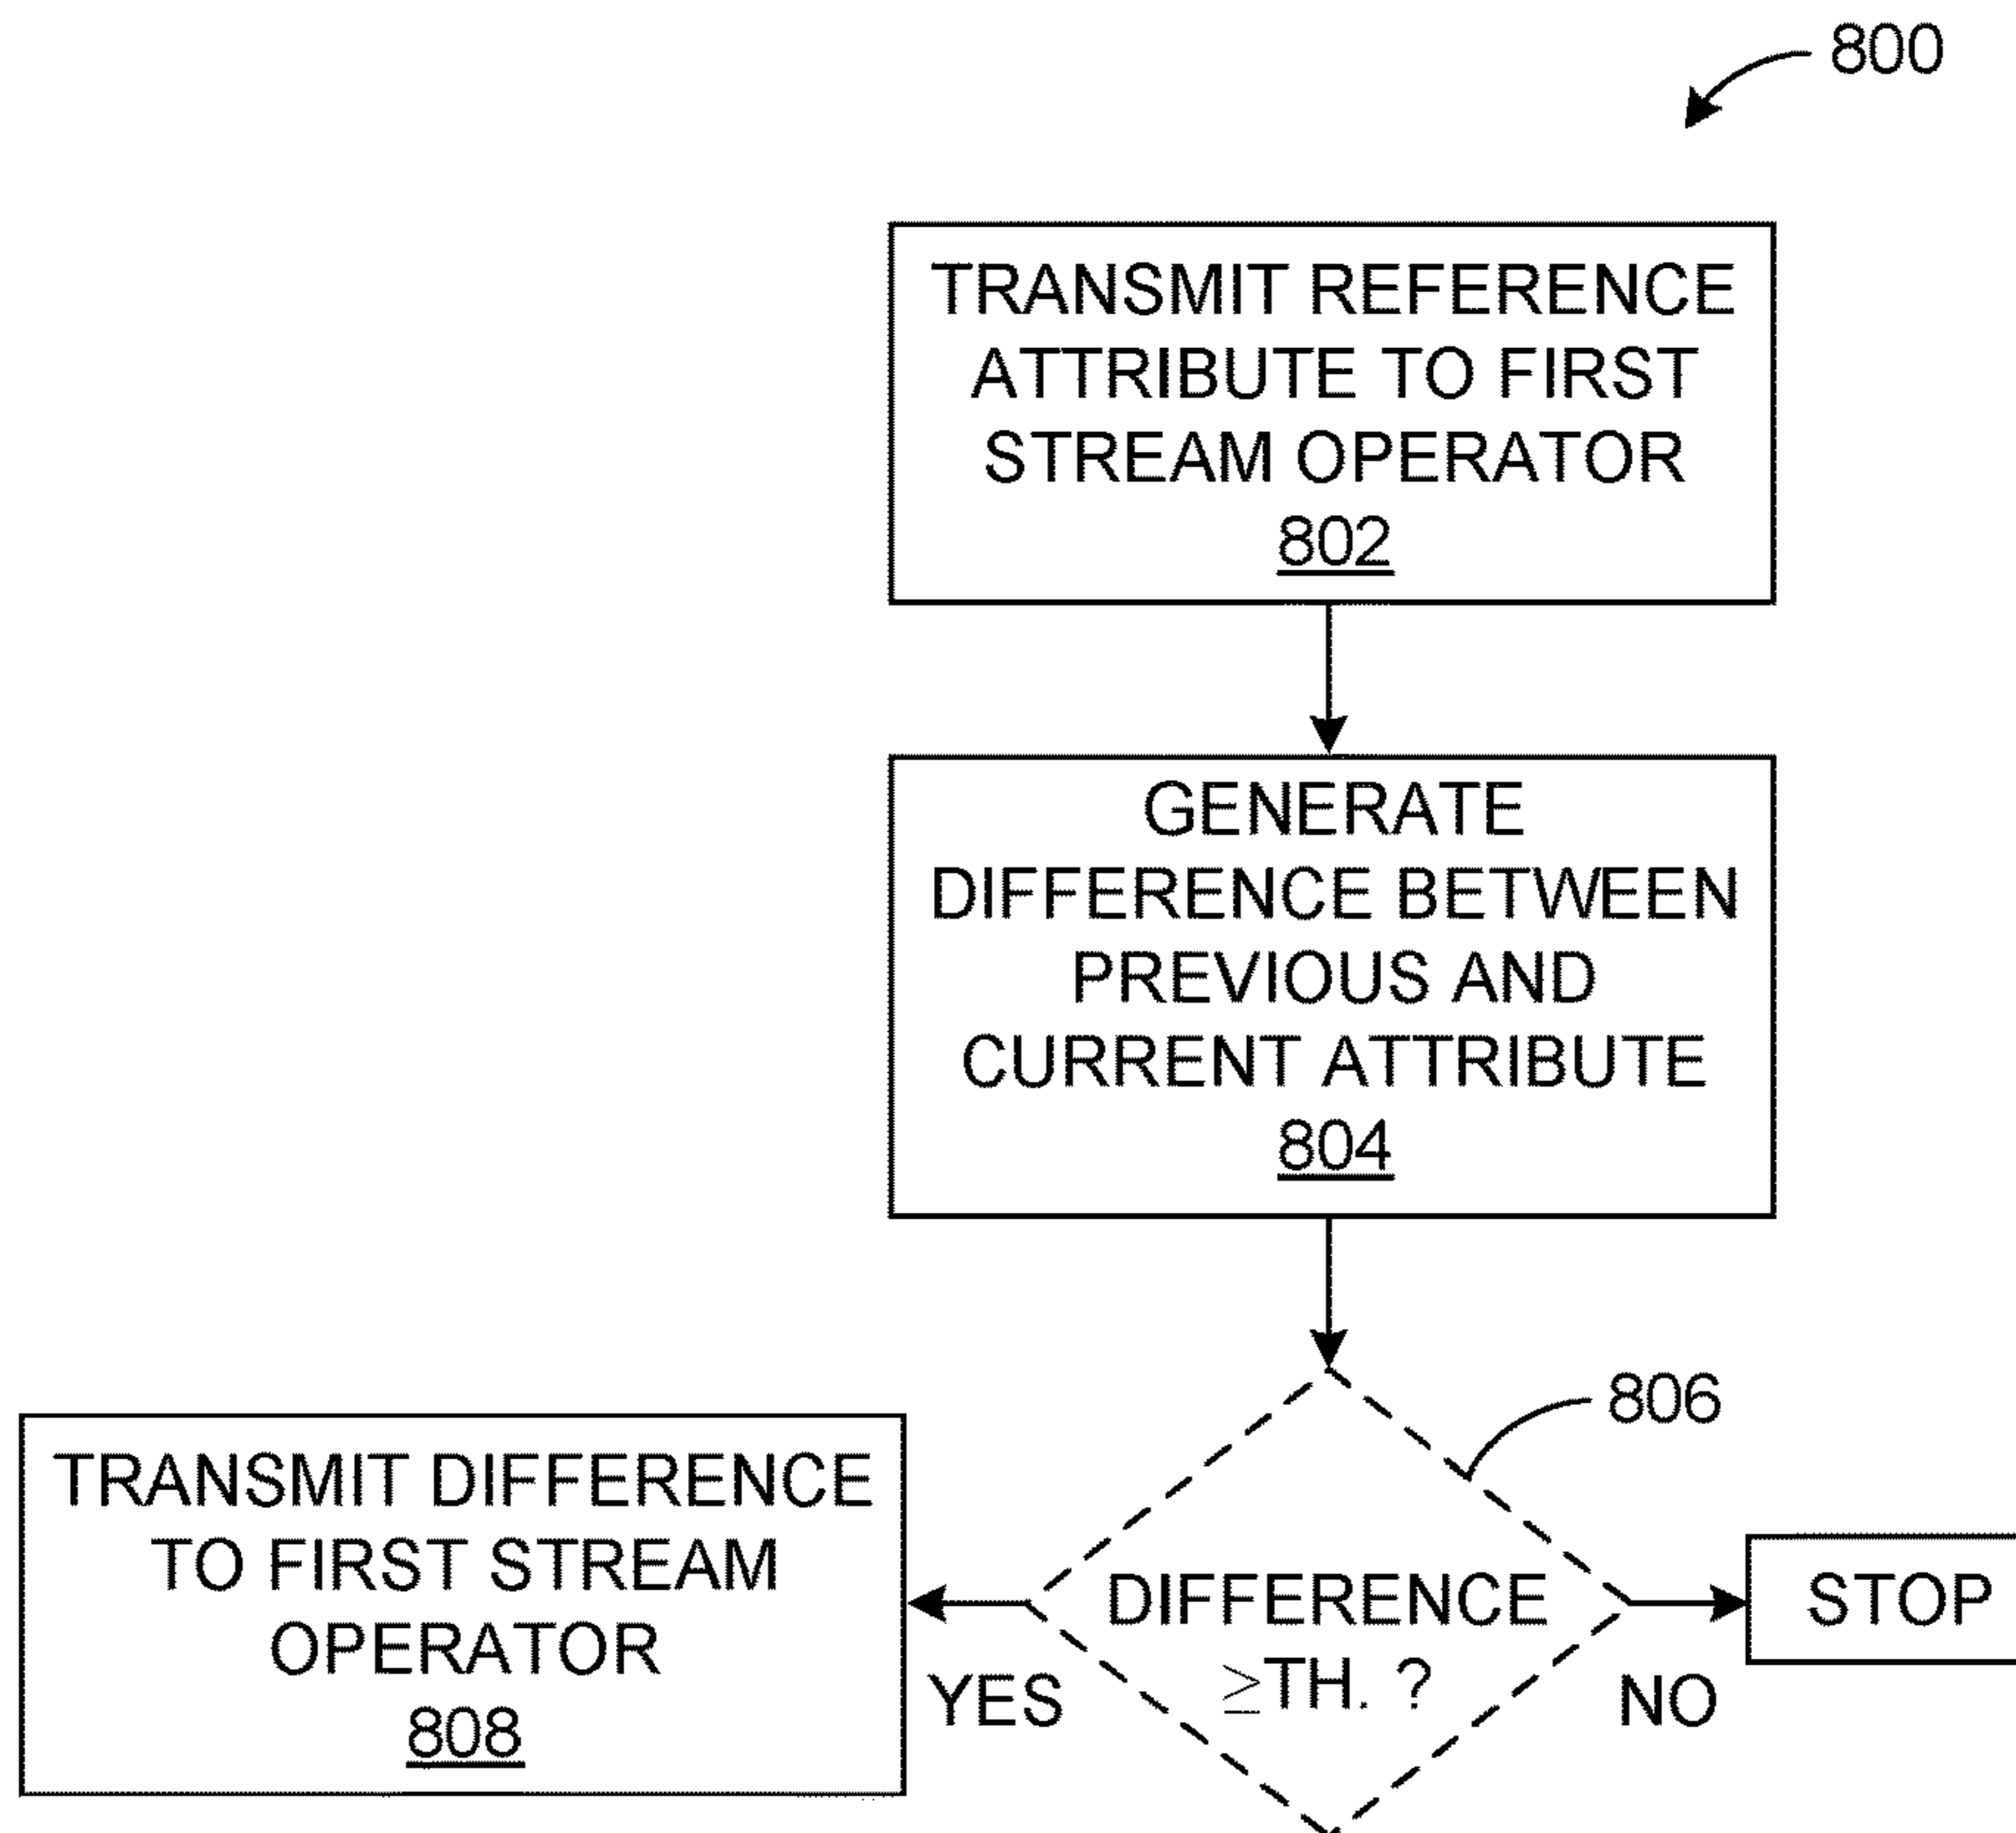 800
TRANSMIT REFERENCE
ATTRIBUTE TO FIRST
STREAM OPERATOR
802
GENERATE
DIFFERENCE BETWEEN
PREVIOUS AND
CURRENT ATTRIBUTE
804
806
TRANSMIT DIFFERENCE
TO FIRST STREAM
OPERATOR
808
YES
DIFFERENCE
≥TH. ?
NO
STOP